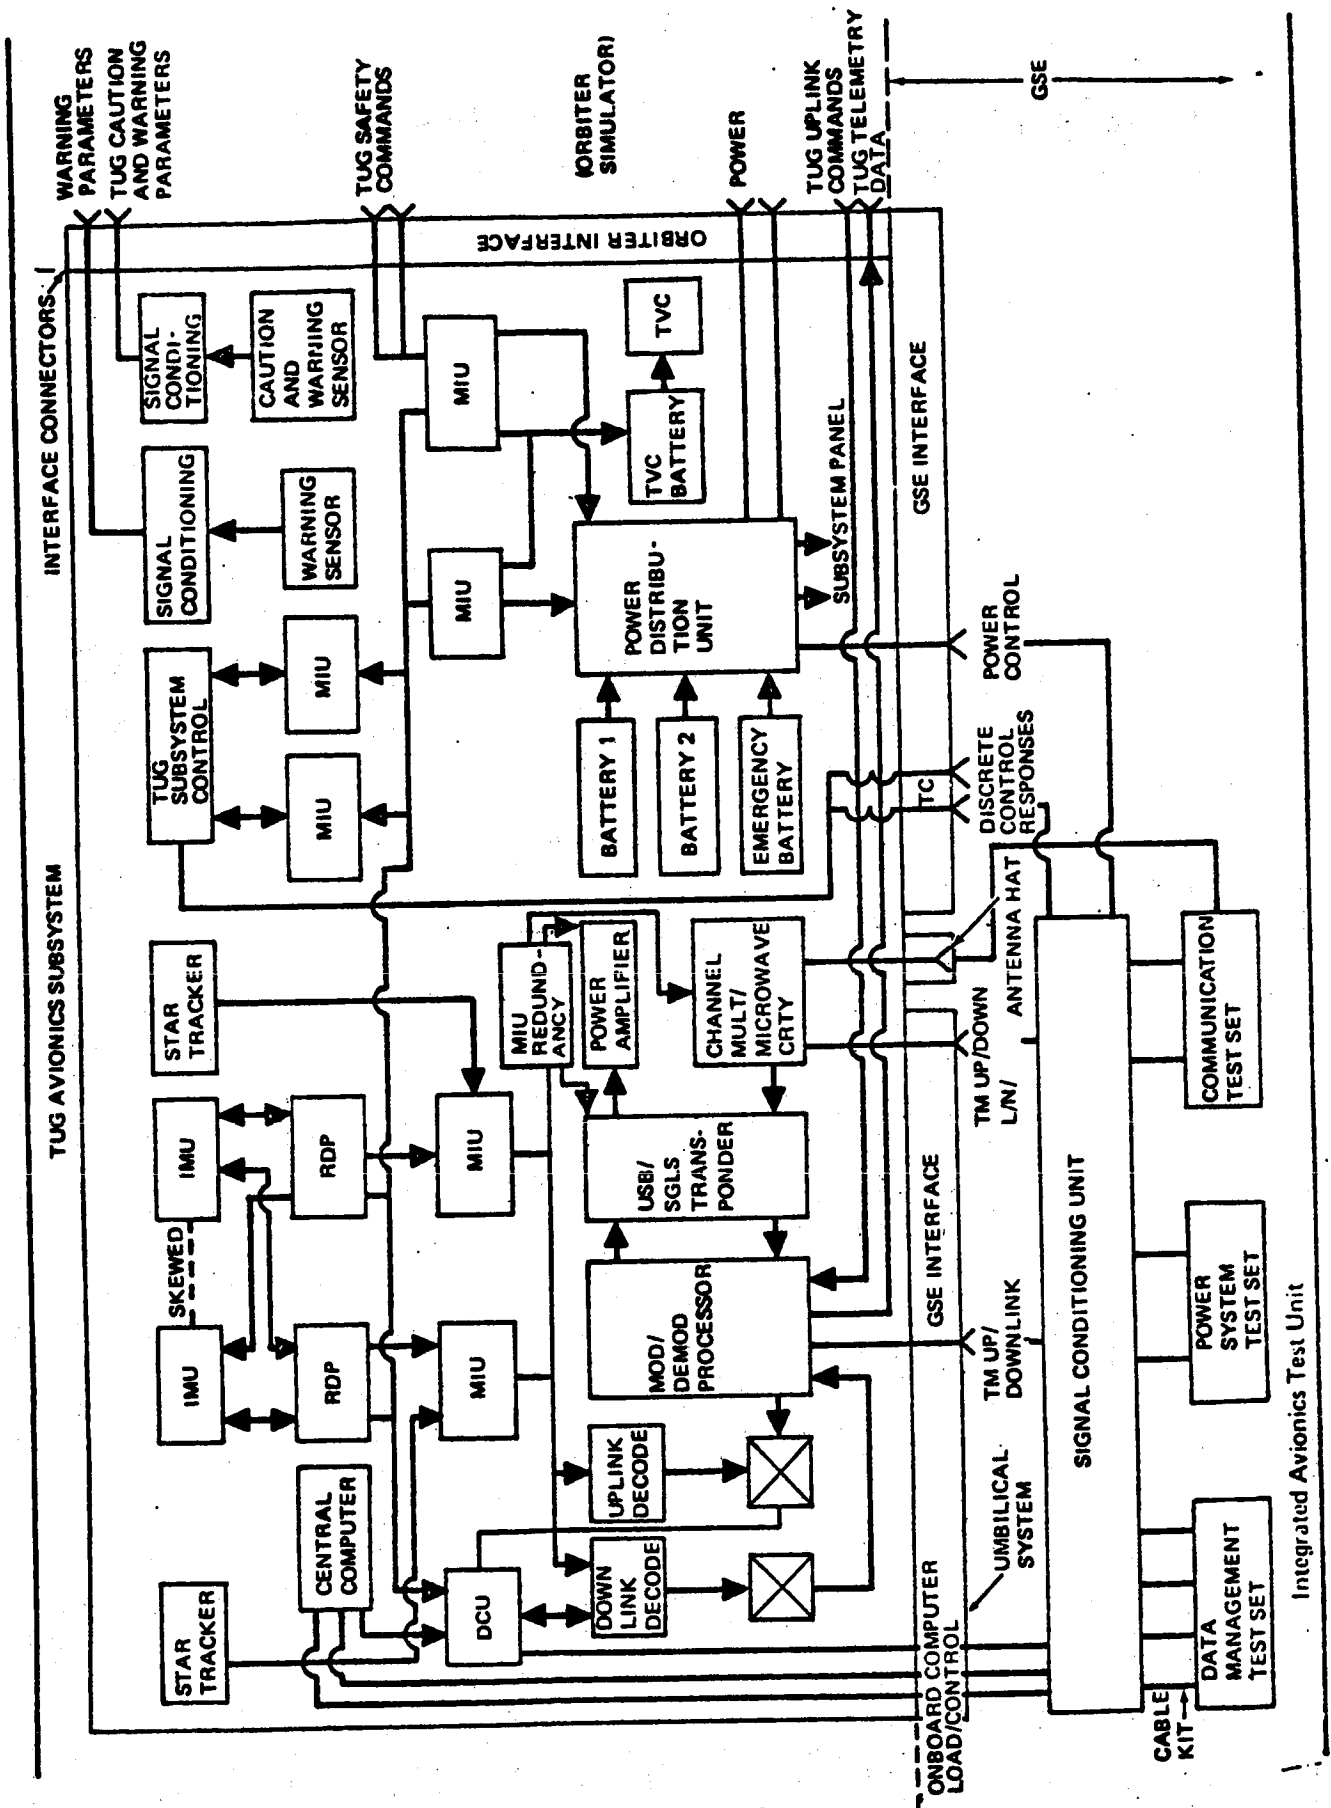 TUG AVIONICS SUBSYSTEM
INTERFACE CONNECTORS
STAR
TRACKER
IMU
SKEWED
IMU
STAR
TRACKER
TUG
SUBSYSTEM
CONTROL
SIGNAL
CONDITIONING
SIGNAL
CONDI-
TIONING
WARNING
PARAMETERS
TUG CAUTION
AND WARNING
PARAMETERS
CENTRAL
COMPUTER
RDP
RDP
MIU
MIU
WARNING
SENSOR
CAUTION
AND
WARNING
SENSOR
TUG SAFETY
COMMANDS
DCU
MIU
MIU
MIU
MIU
ORBITER INTERFACE
(ORBITER
SIMULATOR)
DOWN
LINK
DECODE
UPLINK
DECODE
MOD/
DEMOD
PROCESSOR
USB/
SGLS
TRANS-
PONDER
MIU
REDUND-
ANCY
POWER
AMPLIFIER
CHANNEL
MULT/
MICROWAVE
CRTY
BATTERY 1
BATTERY 2
EMERGENCY
BATTERY
POWER
DISTRIBU-
TION
UNIT
TVC
BATTERY
TVC
POWER
SUBSYSTEM PANEL
TUG UPLINK
COMMANDS
TUG TELEMETRY
DATA
ONBOARD COMPUTER
LOAD/CONTROL
GSE INTERFACE
TC
GSE INTERFACE
UMBILICAL
SYSTEM
TM UP/
DOWNLINK
TM UP/DOWN
L/N/
ANTENNA HAT
DISCRETE
CONTROL
RESPONSES
POWER
CONTROL
GSE
SIGNAL CONDITIONING UNIT
CABLE
KIT
DATA
MANAGEMENT
TEST SET
POWER
SYSTEM
TEST SET
COMMUNICATION
TEST SET
Integrated Avionics Test Unit